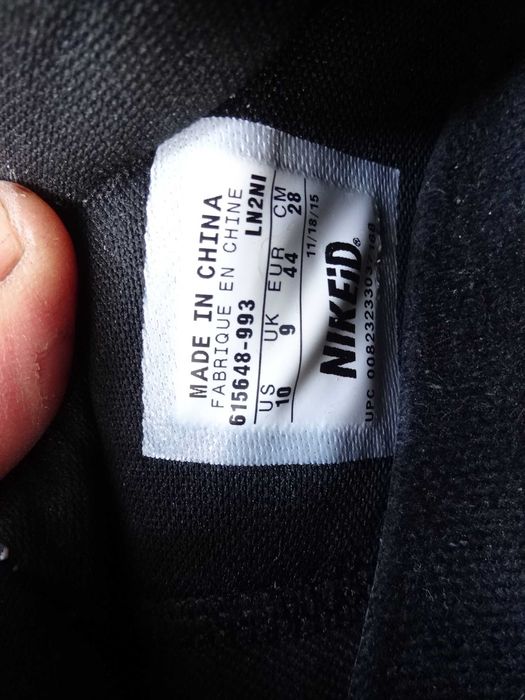 MADE IN CHINA
FABRIQUE EN CHINE
615648-993 LN2NI
US UK EUR CM
10 9 44 28
11/18/15
NIKEiD®
UPC